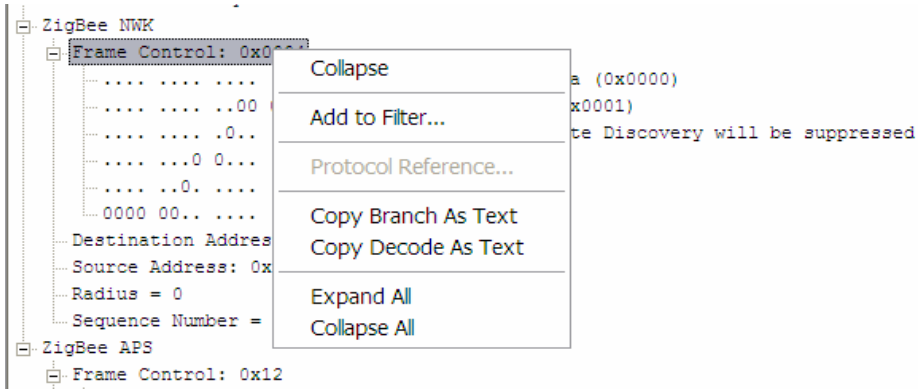 ZigBee NWK
Frame Control: 0x0004
Collapse
.... .... .... a (0x0000)
.... .... ..00 x0001)
Add to Filter...
.... .... .0.. te Discovery will be suppressed
.... ...0 0...
Protocol Reference...
.... ..0. ....
0000 00.. ....
Copy Branch As Text
Destination Addres
Copy Decode As Text
Source Address: 0x
Radius = 0
Expand All
Sequence Number =
Collapse All
ZigBee APS
Frame Control: 0x12